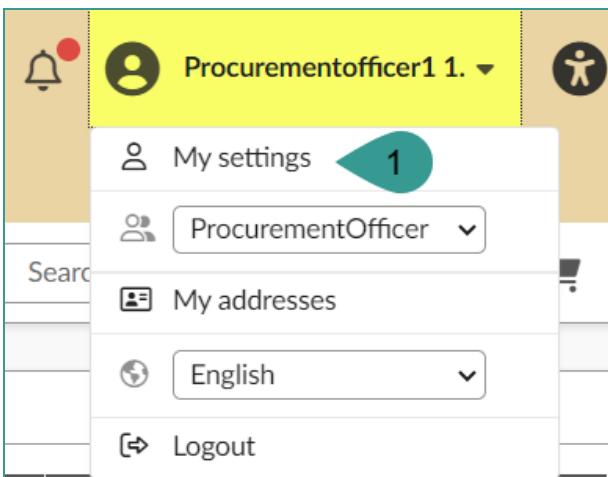 Procurementofficer1 1.
My settings
1
ProcurementOfficer
Searc
My addresses
English
Logout